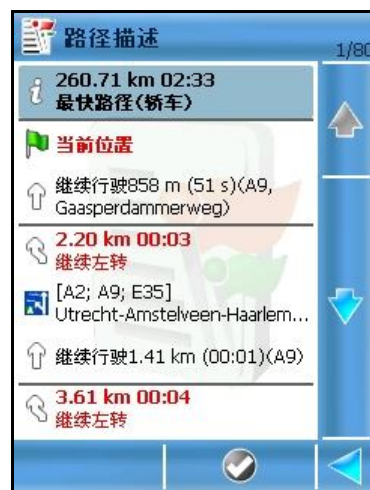 路径描述
1/80
260.71 km 02:33
最快路径(轿车)
当前位置
继续行驶858 m (51 s)(A9,
Gaasperdammerweg)
2.20 km 00:03
继续左转
[A2; A9; E35]
Utrecht-Amstelveen-Haarlem...
继续行驶1.41 km (00:01)(A9)
3.61 km 00:04
继续左转